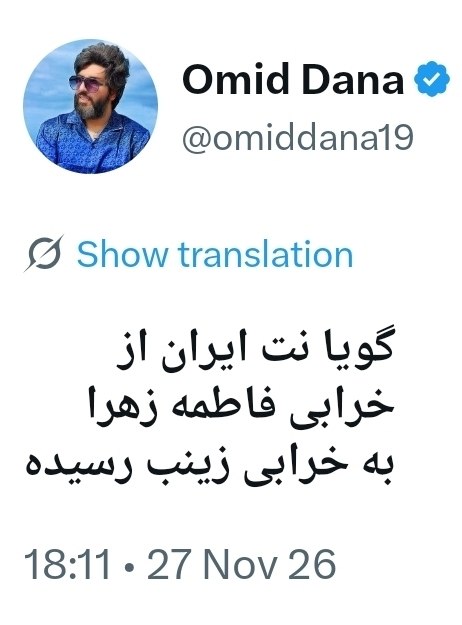 Omid Dana
@omiddana19
Show translation
گویا نت ایران از
خرابی فاطمه زهرا
به خرابی زینب رسیده
18:11 • 27 Nov 26